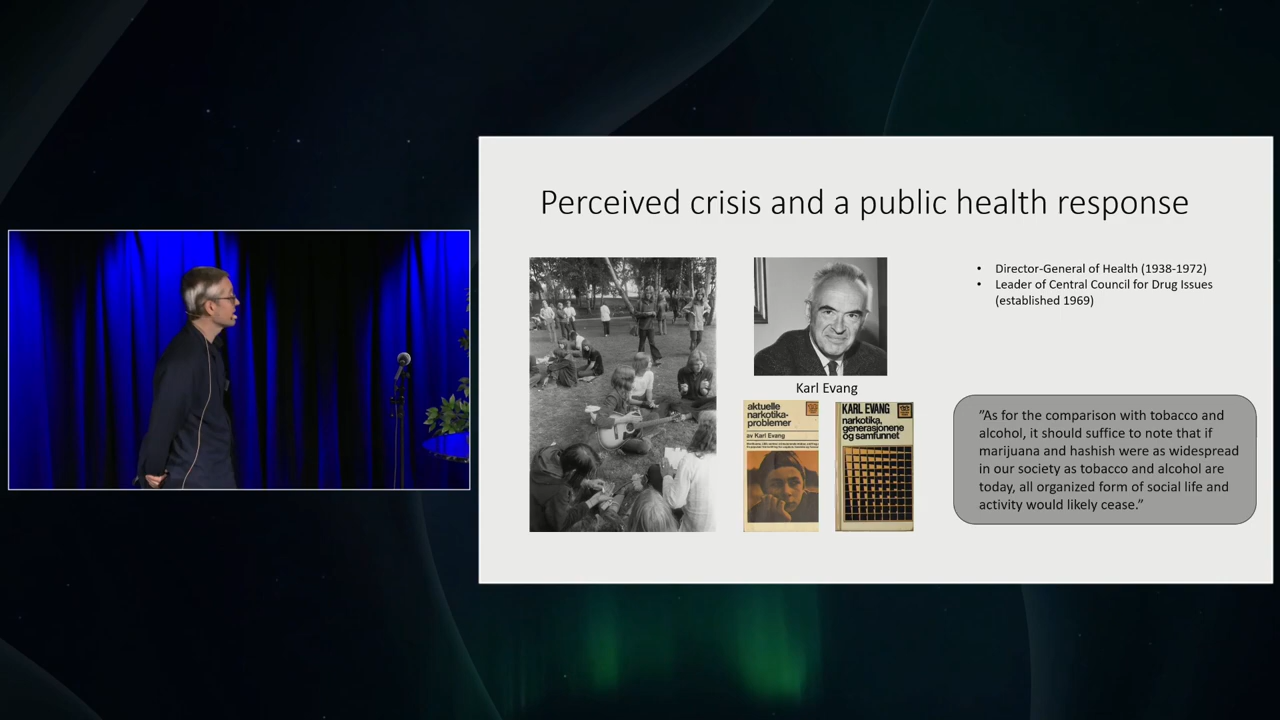 Perceived crisis and a public health response
• Director-General of Health (1938-1972)
• Leader of Central Council for Drug Issues
(established 1969)
Karl Evang
aktuelle
narkotika-
problemer
av Karl Evang
KARL EVANG
narkotika,
generasjonene
og samfunnet
”As for the comparison with tobacco and
alcohol, it should suffice to note that if
marijuana and hashish were as widespread
in our society as tobacco and alcohol are
today, all organized form of social life and
activity would likely cease.”